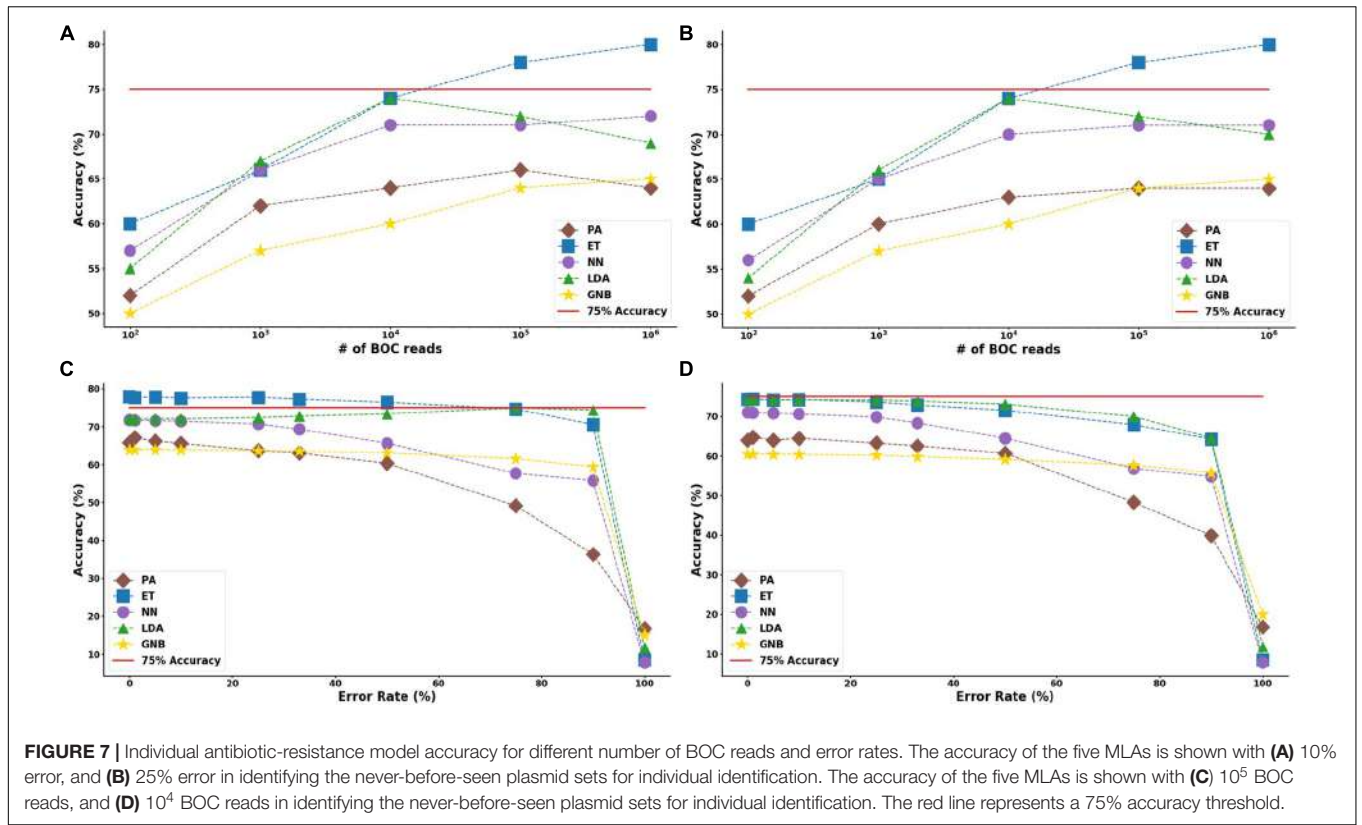 A
80
75
70
65
60
55
50
Accuracy (%)
10²
10³
10⁴
10⁵
10⁶
# of BOC reads
PA
ET
NN
LDA
GNB
75% Accuracy
B
80
75
70
65
60
55
50
Accuracy (%)
10²
10³
10⁴
10⁵
10⁶
# of BOC reads
PA
ET
NN
LDA
GNB
75% Accuracy
C
80
70
60
50
40
30
20
10
Accuracy (%)
0
20
40
60
80
100
Error Rate (%)
PA
ET
NN
LDA
GNB
75% Accuracy
D
70
60
50
40
30
20
10
Accuracy (%)
0
20
40
60
80
100
Error Rate (%)
PA
ET
NN
LDA
GNB
75% Accuracy
FIGURE 7 | Individual antibiotic-resistance model accuracy for different number of BOC reads and error rates. The accuracy of the five MLAs is shown with (A) 10%
error, and (B) 25% error in identifying the never-before-seen plasmid sets for individual identification. The accuracy of the five MLAs is shown with (C) 10⁵ BOC
reads, and (D) 10⁴ BOC reads in identifying the never-before-seen plasmid sets for individual identification. The red line represents a 75% accuracy threshold.